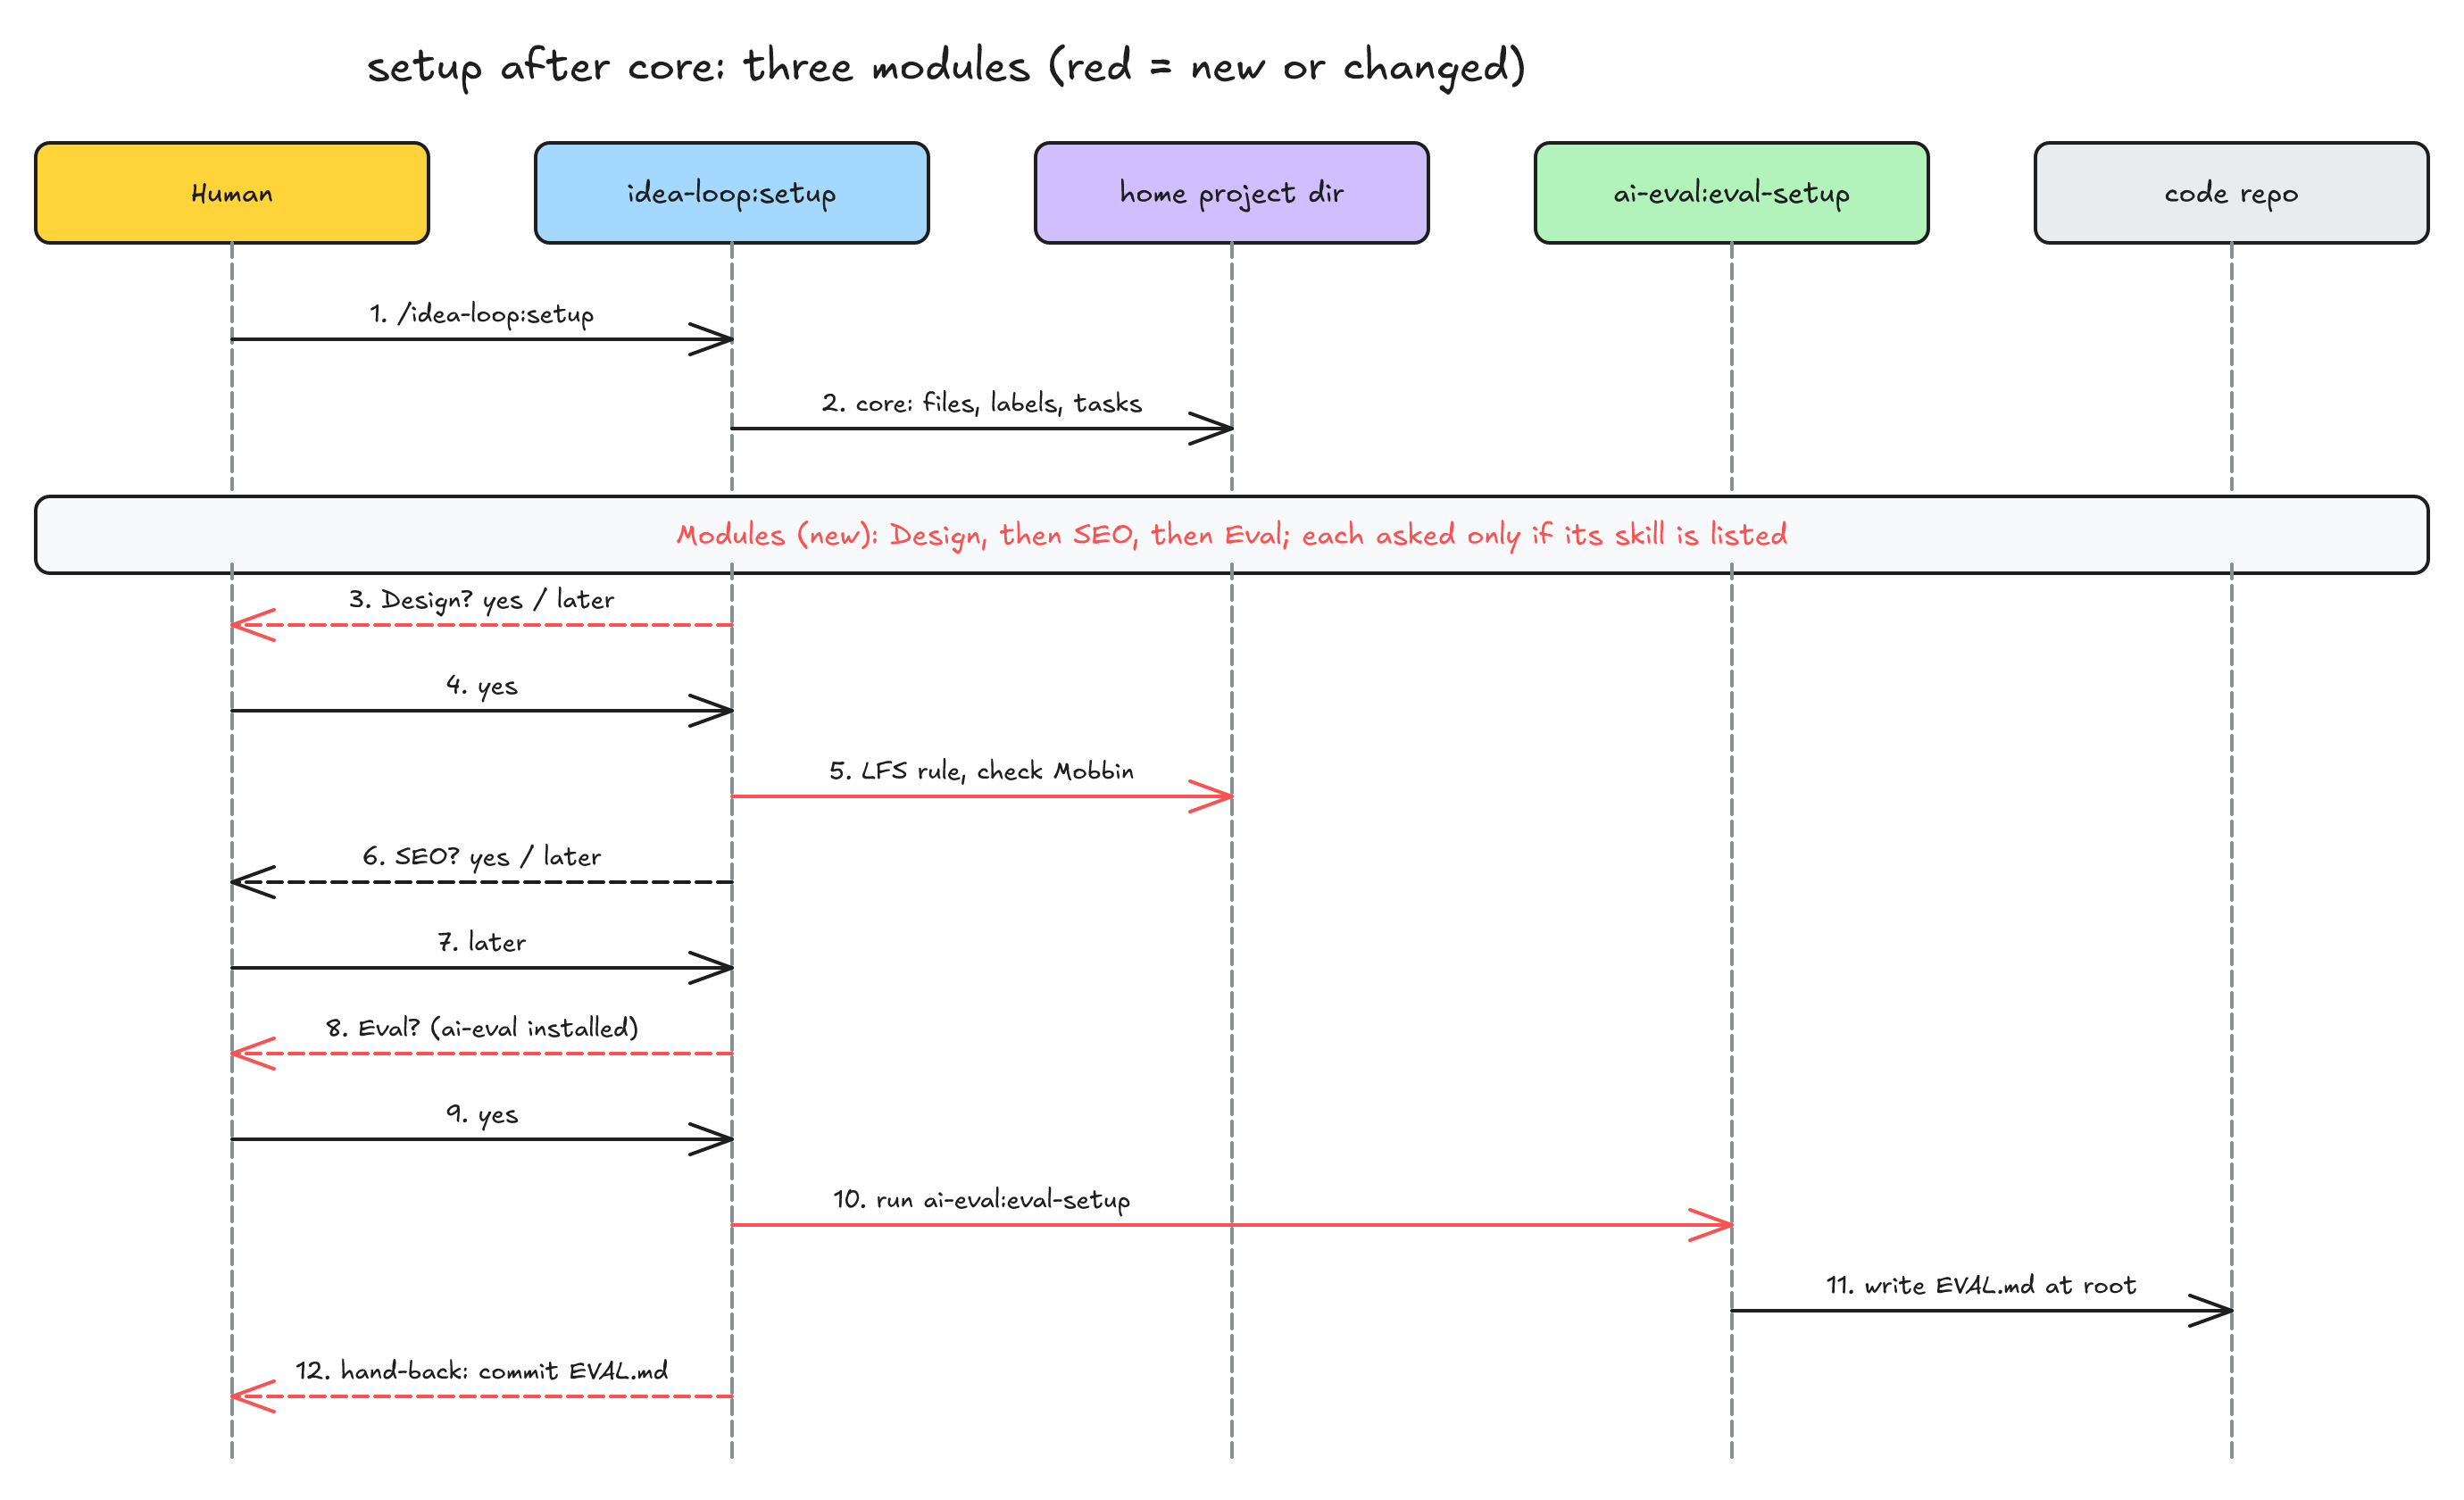 setup after core: three modules (red = new or changed)
Human
idea-loop:setup
home project dir
ai-eval:eval-setup
code repo
1. /idea-loop:setup
2. core: files, labels, tasks
Modules (new): Design, then SEO, then Eval; each asked only if its skill is listed
3. Design? yes / later
4. yes
5. LFS rule, check Mobbin
6. SEO? yes / later
7. later
8. Eval? (ai-eval installed)
9. yes
10. run ai-eval:eval-setup
11. write EVAL.md at root
12. hand-back: commit EVAL.md